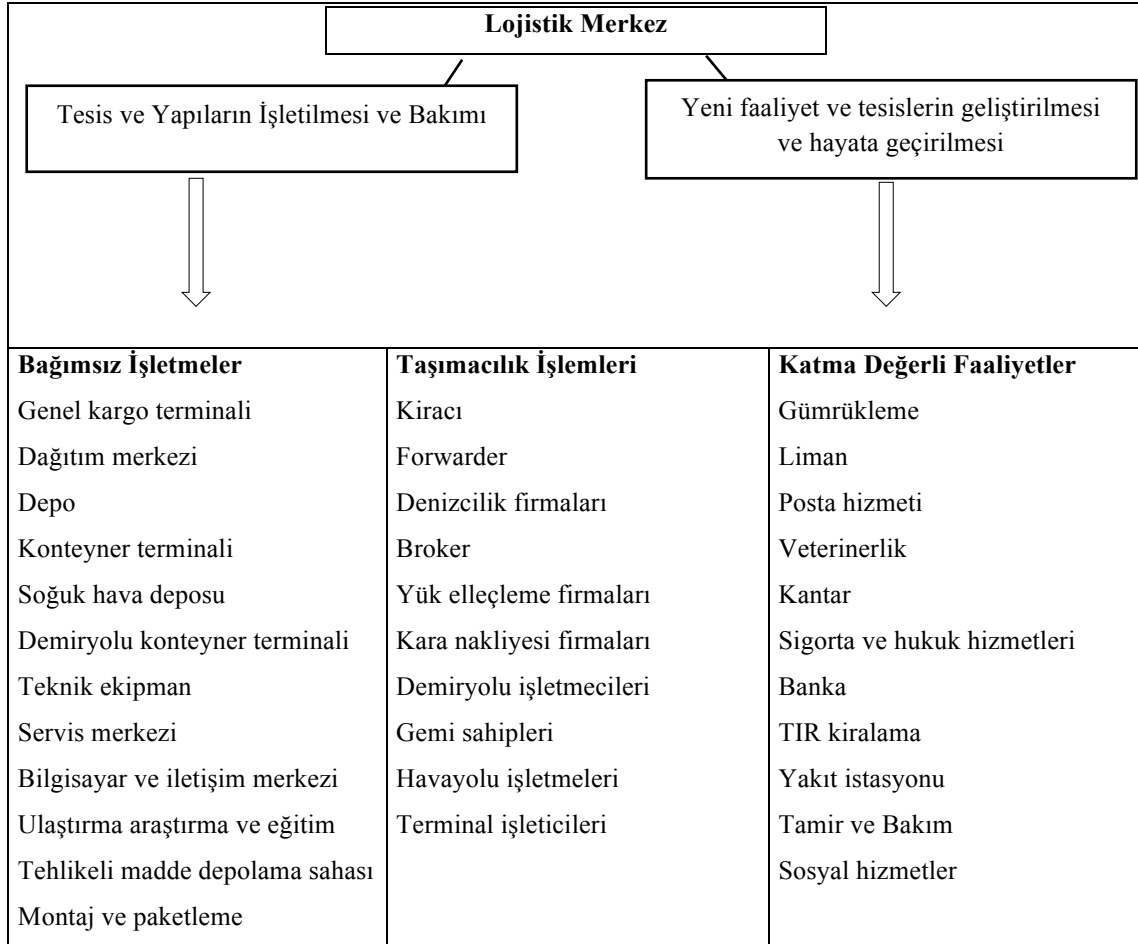 Lojistik Merkez
Tesis ve Yapıların İşletilmesi ve Bakımı
Yeni faaliyet ve tesislerin geliştirilmesi
ve hayata geçirilmesi
Bağımsız İşletmeler
Genel kargo terminali
Dağıtım merkezi
Depo
Konteyner terminali
Soğuk hava deposu
Demiryolu konteyner terminali
Teknik ekipman
Servis merkezi
Bilgisayar ve iletişim merkezi
Ulaştırma araştırma ve eğitim
Tehlikeli madde depolama sahası
Montaj ve paketleme
Taşımacılık İşlemleri
Kiracı
Forwarder
Denizcilik firmaları
Broker
Yük elleçleme firmaları
Kara nakliyesi firmaları
Demiryolu işletmecileri
Gemi sahipleri
Havayolu işletmeleri
Terminal işleticileri
Katma Değerli Faaliyetler
Gümrükleme
Liman
Posta hizmeti
Veterinerlik
Kantar
Sigorta ve hukuk hizmetleri
Banka
TIR kiralama
Yakıt istasyonu
Tamir ve Bakım
Sosyal hizmetler